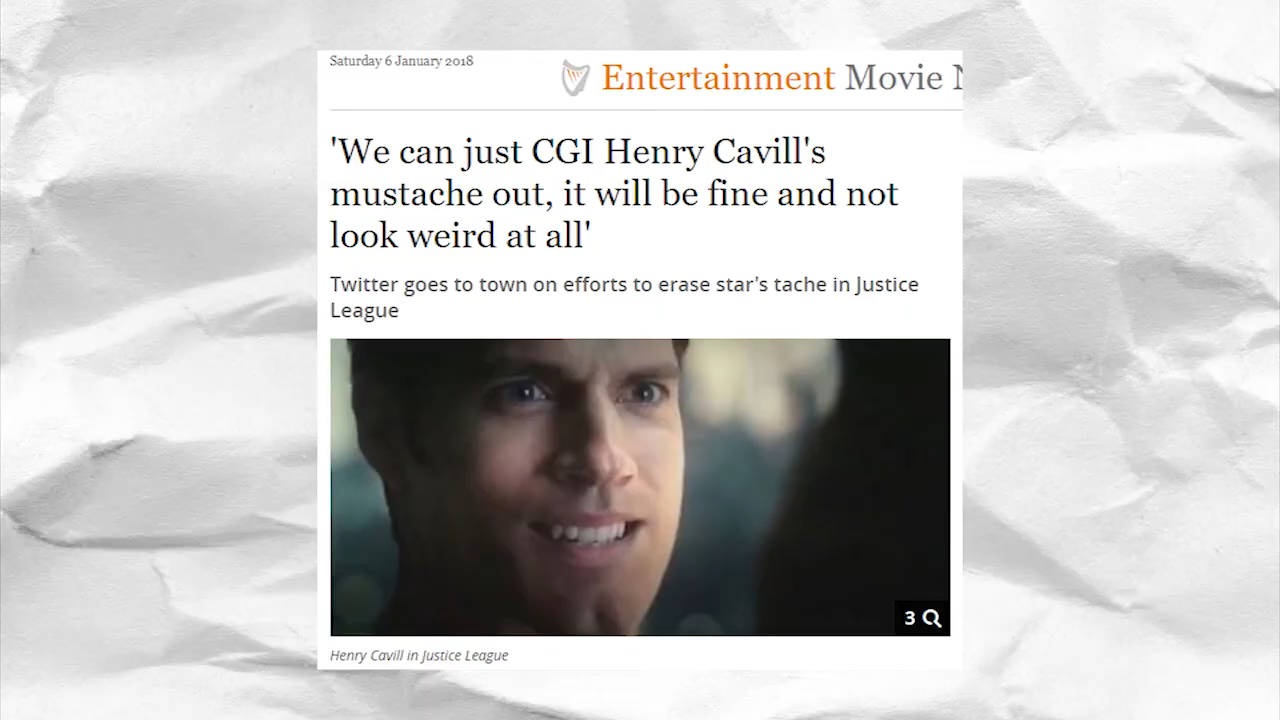 Saturday 6 January 2018
Entertainment Movie N
'We can just CGI Henry Cavill's
mustache out, it will be fine and not
look weird at all'
Twitter goes to town on efforts to erase star's tache in Justice
League
3
Henry Cavill in Justice League